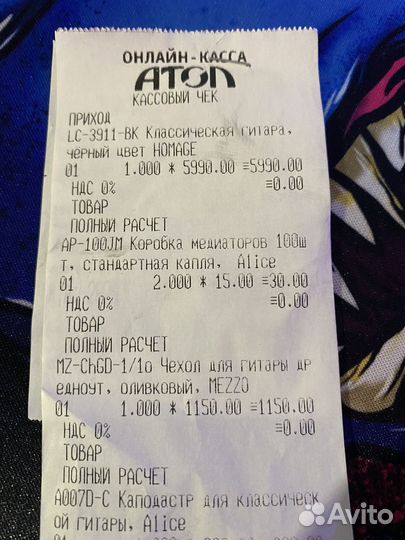 ОНЛАЙН-КАССА
АТОЛ
КАССОВЫЙ ЧЕК
ПРИХОД
LC-3911-BK Классическая гитара,
черный цвет HOMAGE
01 1.000 * 5990.00 =5990.00
НДС 0% =0.00
ТОВАР
ПОЛНЫЙ РАСЧЕТ
AP-100JM Коробка медиаторов 100ш
т, стандартная капля, Alice
01 2.000 * 15.00 =30.00
НДС 0% =0.00
ТОВАР
ПОЛНЫЙ РАСЧЕТ
MZ-ChGD-1/1o Чехол для гитары др
едноут, оливковый, MEZZO
01 1.000 * 1150.00 =1150.00
НДС 0% =0.00
ТОВАР
ПОЛНЫЙ РАСЧЕТ
A007D-C Каподастр для классическ
ой гитары, Alice
01
Avito